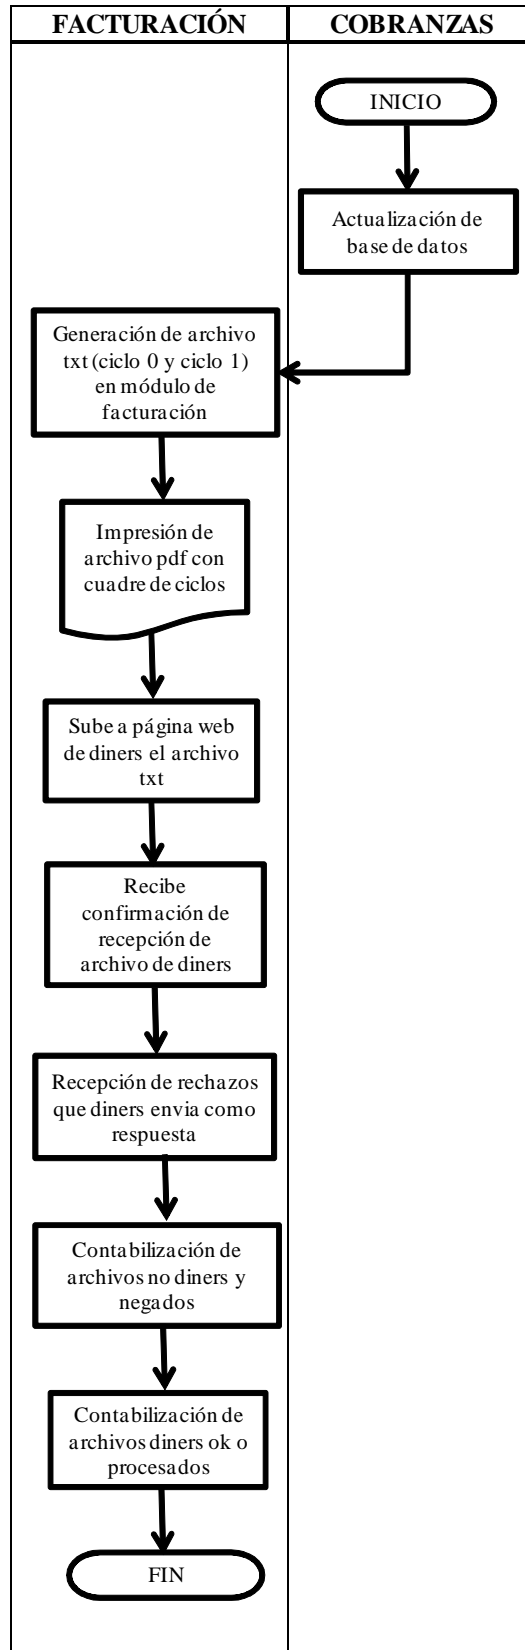 FACTURACIÓN
COBRANZAS
INICIO
Actualización de
base de datos
Generación de archivo
txt (ciclo 0 y ciclo 1)
en módulo de
facturación
Impresión de
archivo pdf con
cuadre de ciclos
Sube a página web
de diners el archivo
txt
Recibe
confirmación de
recepción de
archivo de diners
Recepción de rechazos
que diners envia como
respuesta
Contabilización de
archivos no diners y
negados
Contabilización de
archivos diners ok o
procesados
FIN